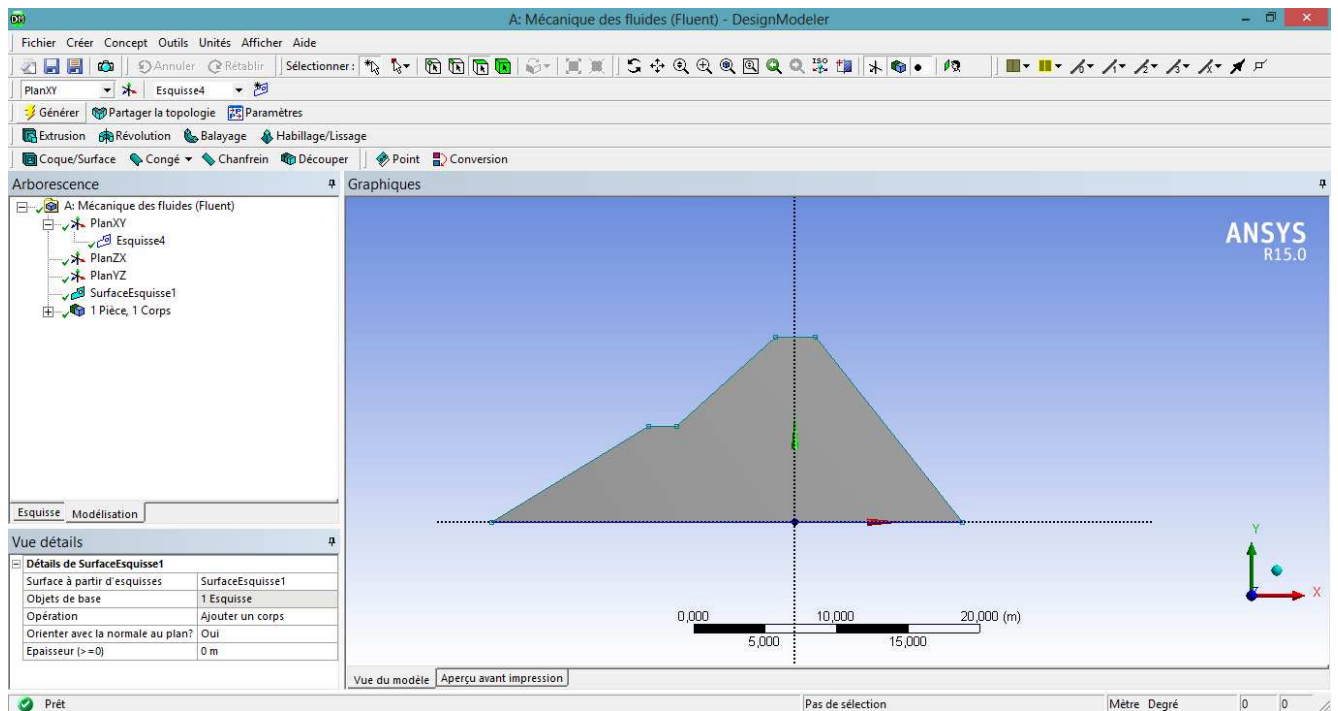 DM
A: Mécanique des fluides (Fluent) - DesignModeler
Fichier Créer Concept Outils Unités Afficher Aide
Annuler Rétablir Sélectionner: ISO
PlanXY Esquisse4
Générer Partager la topologie Paramètres
Extrusion Révolution Balayage Habillage/Lissage
Coque/Surface Congé Chanfrein Découper Point Conversion
Arborescence
A: Mécanique des fluides (Fluent)
PlanXY
Esquisse4
PlanZX
PlanYZ
SurfaceEsquisse1
1 Pièce, 1 Corps
Esquisse Modélisation
Vue détails
Détails de SurfaceEsquisse1
Surface à partir d'esquisses SurfaceEsquisse1
Objets de base 1 Esquisse
Opération Ajouter un corps
Orienter avec la normale au plan? Oui
Epaisseur (>=0) 0 m
Graphiques
ANSYS
R15.0
Y
Z X
0,000 10,000 20,000 (m)
5,000 15,000
Vue du modèle Aperçu avant impression
Prêt Pas de sélection Mètre Degré 0 0